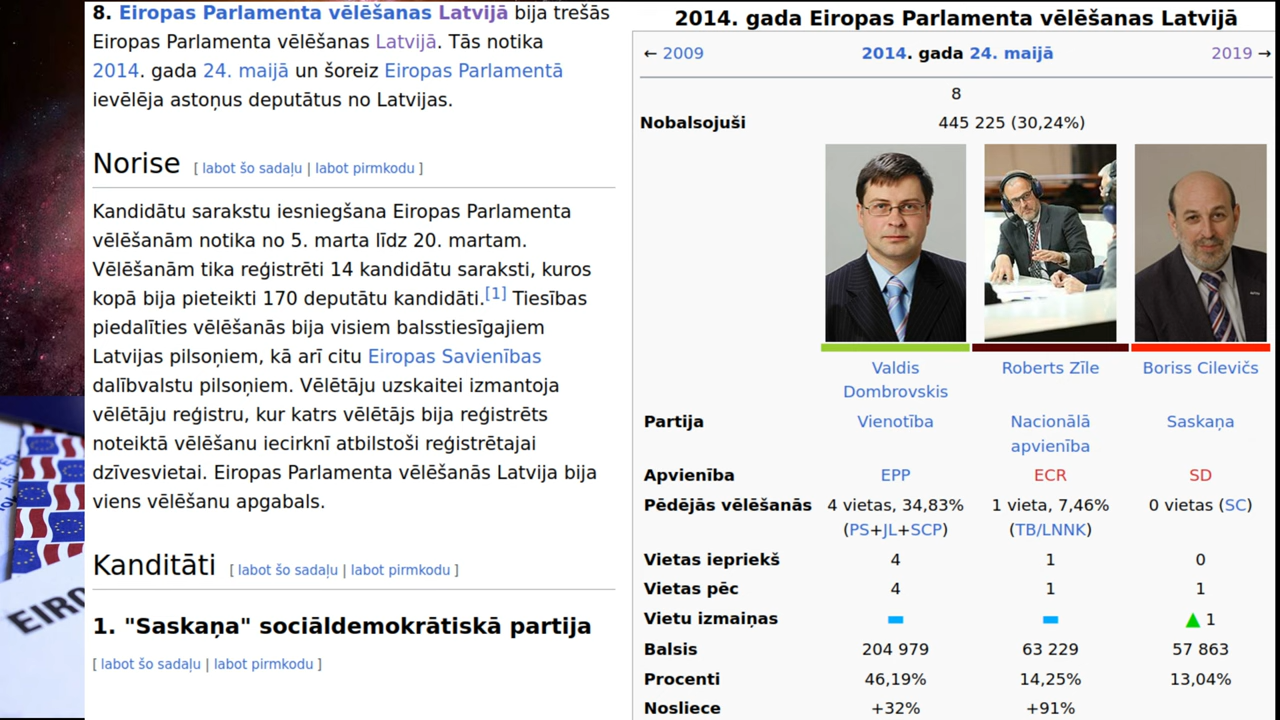 8. Eiropas Parlamenta vēlēšanas Latvijā bija trešās
Eiropas Parlamenta vēlēšanas Latvijā. Tās notika
2014. gada 24. maijā un šoreiz Eiropas Parlamentā
ievēlēja astoņus deputātus no Latvijas.
Norise [ labot šo sadaļu | labot pirmkodu ]
Kandidātu sarakstu iesniegšana Eiropas Parlamenta
vēlēšanām notika no 5. marta līdz 20. martam.
Vēlēšanām tika reģistrēti 14 kandidātu saraksti, kuros
kopā bija pieteikti 170 deputātu kandidāti.[1] Tiesības
piedalīties vēlēšanās bija visiem balsstiesīgajiem
Latvijas pilsoņiem, kā arī citu Eiropas Savienības
dalībvalstu pilsoņiem. Vēlētāju uzskaitei izmantoja
vēlētāju reģistru, kur katrs vēlētājs bija reģistrēts
noteiktā vēlēšanu iecirknī atbilstoši reģistrētajai
dzīvesvietai. Eiropas Parlamenta vēlēšanās Latvija bija
viens vēlēšanu apgabals.
Kanditāti [ labot šo sadaļu | labot pirmkodu ]
1. "Saskaņa" sociāldemokrātiskā partija
[ labot šo sadaļu | labot pirmkodu ]
EIRO
2014. gada Eiropas Parlamenta vēlēšanas Latvijā
← 2009 2014. gada 24. maijā 2019 →
8
Nobalsojuši 445 225 (30,24%)
Valdis Dombrovskis Roberts Zīle Boriss Cilevičs
Partija Vienotība Nacionālā apvienība Saskaņa
Apvienība EPP ECR SD
Pēdējās vēlēšanās 4 vietas, 34,83% 1 vieta, 7,46% 0 vietas (SC)
(PS+JL+SCP) (TB/LNNK)
Vietas iepriekš 4 1 0
Vietas pēc 4 1 1
Vietu izmaiņas ▲ 1
Balsis 204 979 63 229 57 863
Procenti 46,19% 14,25% 13,04%
Nosliece +32% +91%